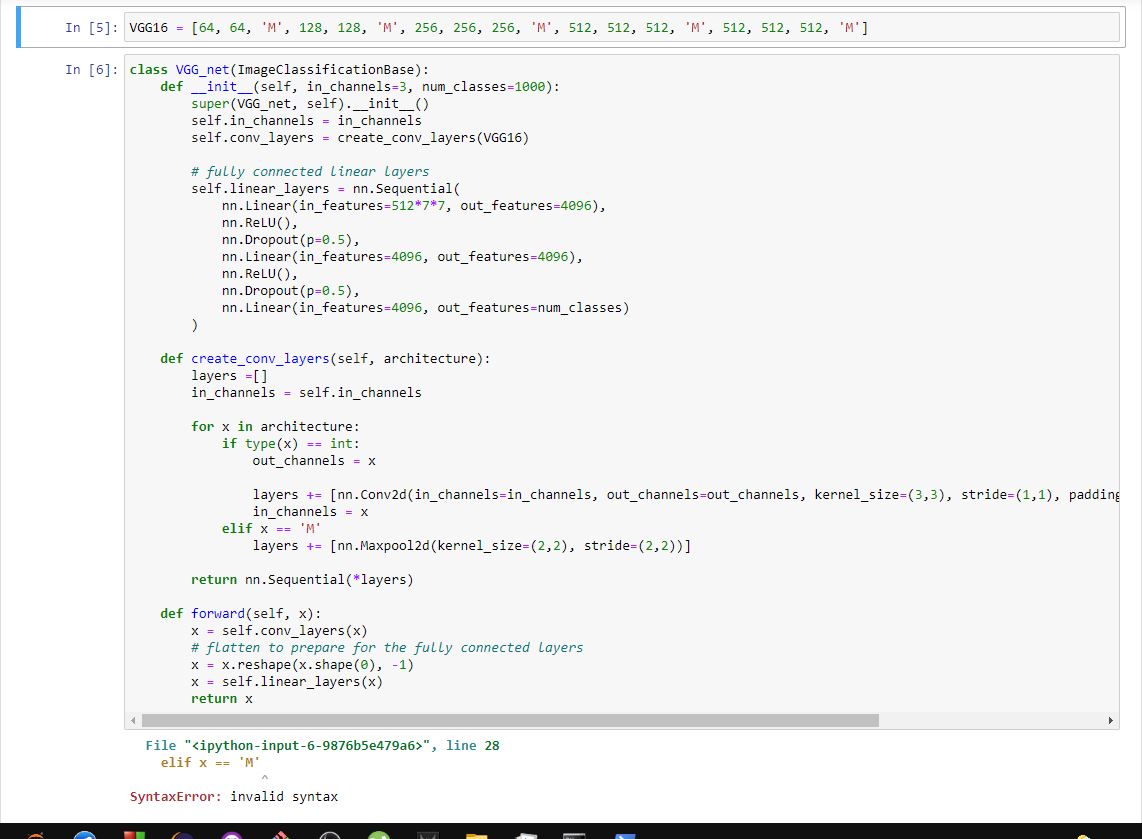 In [5]: VGG16 = [64, 64, 'M', 128, 128, 'M', 256, 256, 256, 'M', 512, 512, 512, 'M', 512, 512, 512, 'M']
In [6]: class VGG_net(ImageClassificationBase):
    def __init__(self, in_channels=3, num_classes=1000):
        super(VGG_net, self).__init__()
        self.in_channels = in_channels
        self.conv_layers = create_conv_layers(VGG16)
        # fully connected linear layers
        self.linear_layers = nn.Sequential(
            nn.Linear(in_features=512*7*7, out_features=4096),
            nn.ReLU(),
            nn.Dropout(p=0.5),
            nn.Linear(in_features=4096, out_features=4096),
            nn.ReLU(),
            nn.Dropout(p=0.5),
            nn.Linear(in_features=4096, out_features=num_classes)
        )
    def create_conv_layers(self, architecture):
        layers =[]
        in_channels = self.in_channels
        for x in architecture:
            if type(x) == int:
                out_channels = x
                layers += [nn.Conv2d(in_channels=in_channels, out_channels=out_channels, kernel_size=(3,3), stride=(1,1), padding
                in_channels = x
            elif x == 'M'
                layers += [nn.Maxpool2d(kernel_size=(2,2), stride=(2,2))]
        return nn.Sequential(*layers)
    def forward(self, x):
        x = self.conv_layers(x)
        # flatten to prepare for the fully connected layers
        x = x.reshape(x.shape(0), -1)
        x = self.linear_layers(x)
        return x
File "<ipython-input-6-9876b5e479a6>", line 28
    elif x == 'M'
                 ^
SyntaxError: invalid syntax